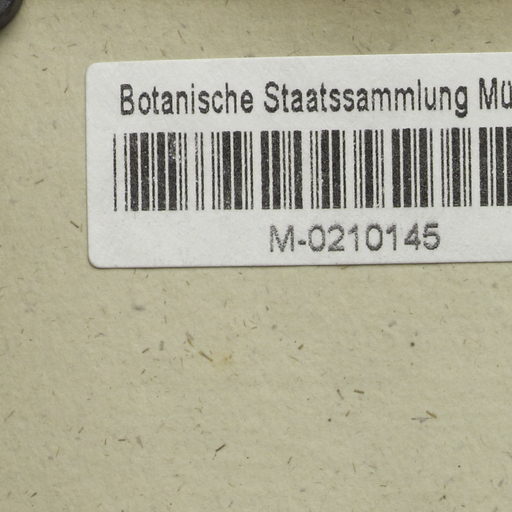 Botanische Staatssammlung Mü
M-0210145